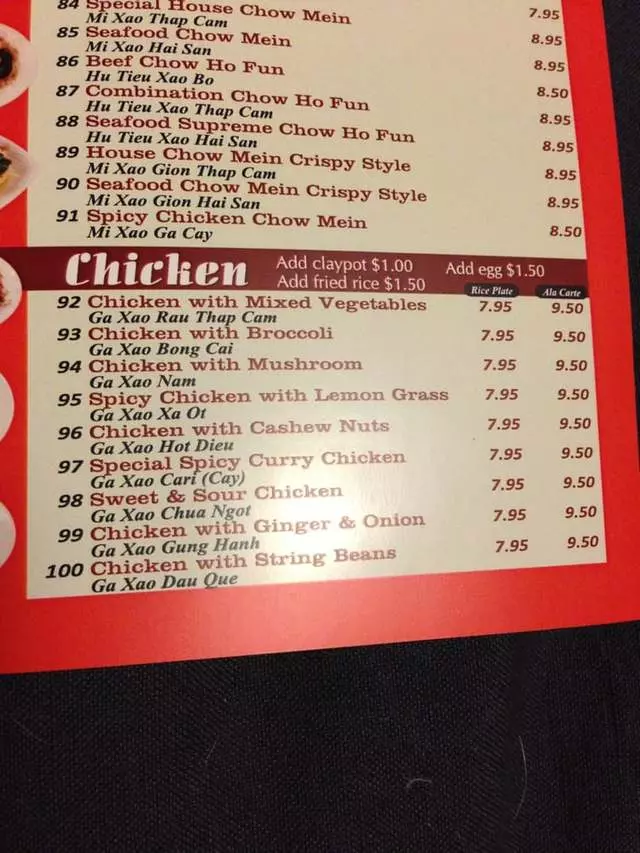 7.95
84 Special House Chow Mein 8.95
Mi Xao Thap Cam
85 Seafood Chow Mein 8.95
Mi Xao Hai San
86 Beef Chow Ho Fun 8.50
Hu Tieu Xao Bo
87 Combination Chow Ho Fun 8.95
Hu Tieu Xao Thap Cam
88 Seafood Supreme Chow Ho Fun 8.95
Hu Tieu Xao Hai San
89 House Chow Mein Crispy Style 8.95
Mi Xao Gion Thap Cam
90 Seafood Chow Mein Crispy Style 8.95
Mi Xao Gion Hai San
91 Spicy Chicken Chow Mein 8.50
Mi Xao Ga Cay
Chicken Add claypot $1.00 Add egg $1.50
Add fried rice $1.50
Rice Plate Ala Carte
92 Chicken with Mixed Vegetables 7.95 9.50
Ga Xao Rau Thap Cam
93 Chicken with Broccoli 7.95 9.50
Ga Xao Bong Cai
94 Chicken with Mushroom 7.95 9.50
Ga Xao Nam
95 Spicy Chicken with Lemon Grass 7.95 9.50
Ga Xao Xa Ot
96 Chicken with Cashew Nuts 7.95 9.50
Ga Xao Hot Dieu
97 Special Spicy Curry Chicken 7.95 9.50
Ga Xao Cari (Cay)
98 Sweet & Sour Chicken 7.95 9.50
Ga Xao Chua Ngot
99 Chicken with Ginger & Onion 7.95 9.50
Ga Xao Gung Hanh
100 Chicken with String Beans 7.95 9.50
Ga Xao Dau Que